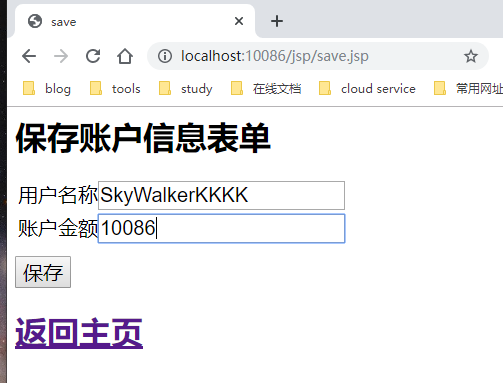 save
localhost:10086/jsp/save.jsp
blog tools study 在线文档 cloud service 常用网址
保存账户信息表单
用户名称 SkyWalkerKKKK
账户金额 10086
保存
返回主页